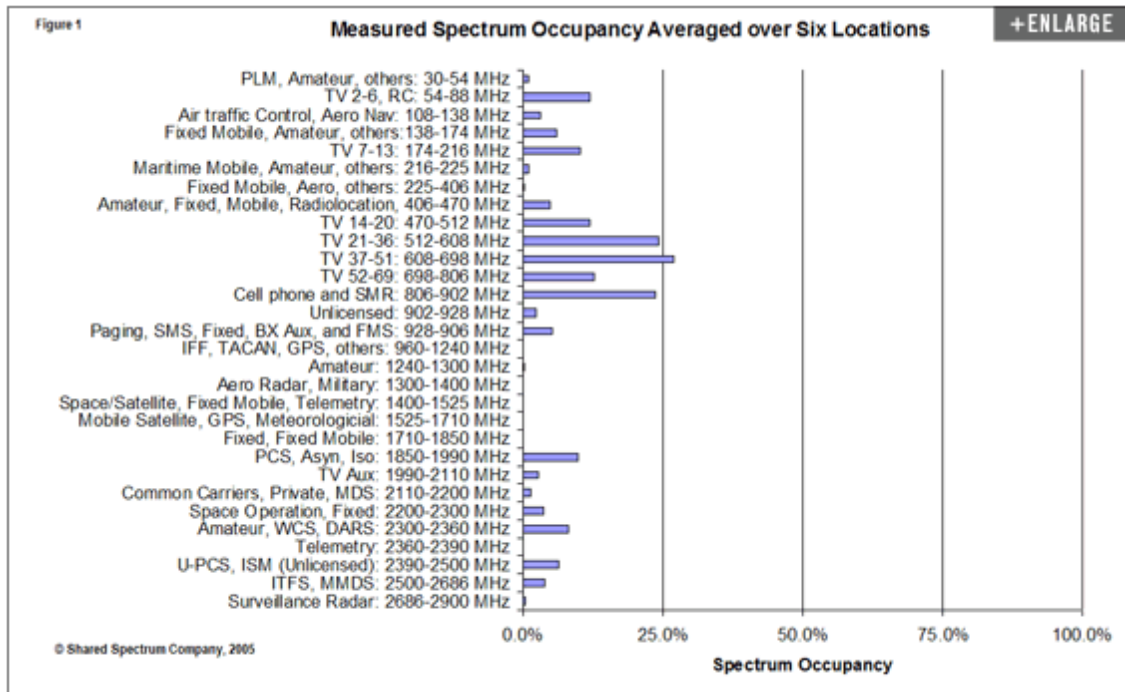 Figure 1
Measured Spectrum Occupancy Averaged over Six Locations
+ENLARGE
PLM, Amateur, others: 30-54 MHz
TV 2-6, RC: 54-88 MHz
Air traffic Control, Aero Nav: 108-138 MHz
Fixed Mobile, Amateur, others:138-174 MHz
TV 7-13: 174-216 MHz
Maritime Mobile, Amateur, others: 216-225 MHz
Fixed Mobile, Aero, others: 225-406 MHz
Amateur, Fixed, Mobile, Radiolocation, 406-470 MHz
TV 14-20: 470-512 MHz
TV 21-36: 512-608 MHz
TV 37-51: 608-698 MHz
TV 52-69: 698-806 MHz
Cell phone and SMR: 806-902 MHz
Unlicensed: 902-928 MHz
Paging, SMS, Fixed, BX Aux, and FMS: 928-906 MHz
IFF, TACAN, GPS, others: 960-1240 MHz
Amateur: 1240-1300 MHz
Aero Radar, Military: 1300-1400 MHz
Space/Satellite, Fixed Mobile, Telemetry: 1400-1525 MHz
Mobile Satellite, GPS, Meteorologicial: 1525-1710 MHz
Fixed, Fixed Mobile: 1710-1850 MHz
PCS, Asyn, Iso: 1850-1990 MHz
TV Aux: 1990-2110 MHz
Common Carriers, Private, MDS: 2110-2200 MHz
Space Operation, Fixed: 2200-2300 MHz
Amateur, WCS, DARS: 2300-2360 MHz
Telemetry: 2360-2390 MHz
U-PCS, ISM (Unlicensed): 2390-2500 MHz
ITFS, MMDS: 2500-2686 MHz
Surveillance Radar: 2686-2900 MHz
0.0% 25.0% 50.0% 75.0% 100.0%
Spectrum Occupancy
© Shared Spectrum Company, 2005